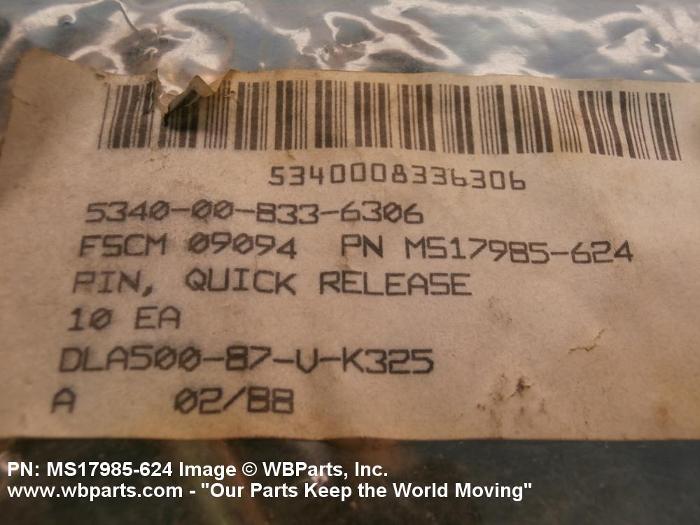 5340008336306
5340-00-833-6306
FSCM 09094 PN MS17985-624
PIN, QUICK RELEASE
10 EA
DLA500-87-V-K325
A 02/88
PN: MS17985-624 Image © WBParts, Inc.
www.wbparts.com - "Our Parts Keep the World Moving"